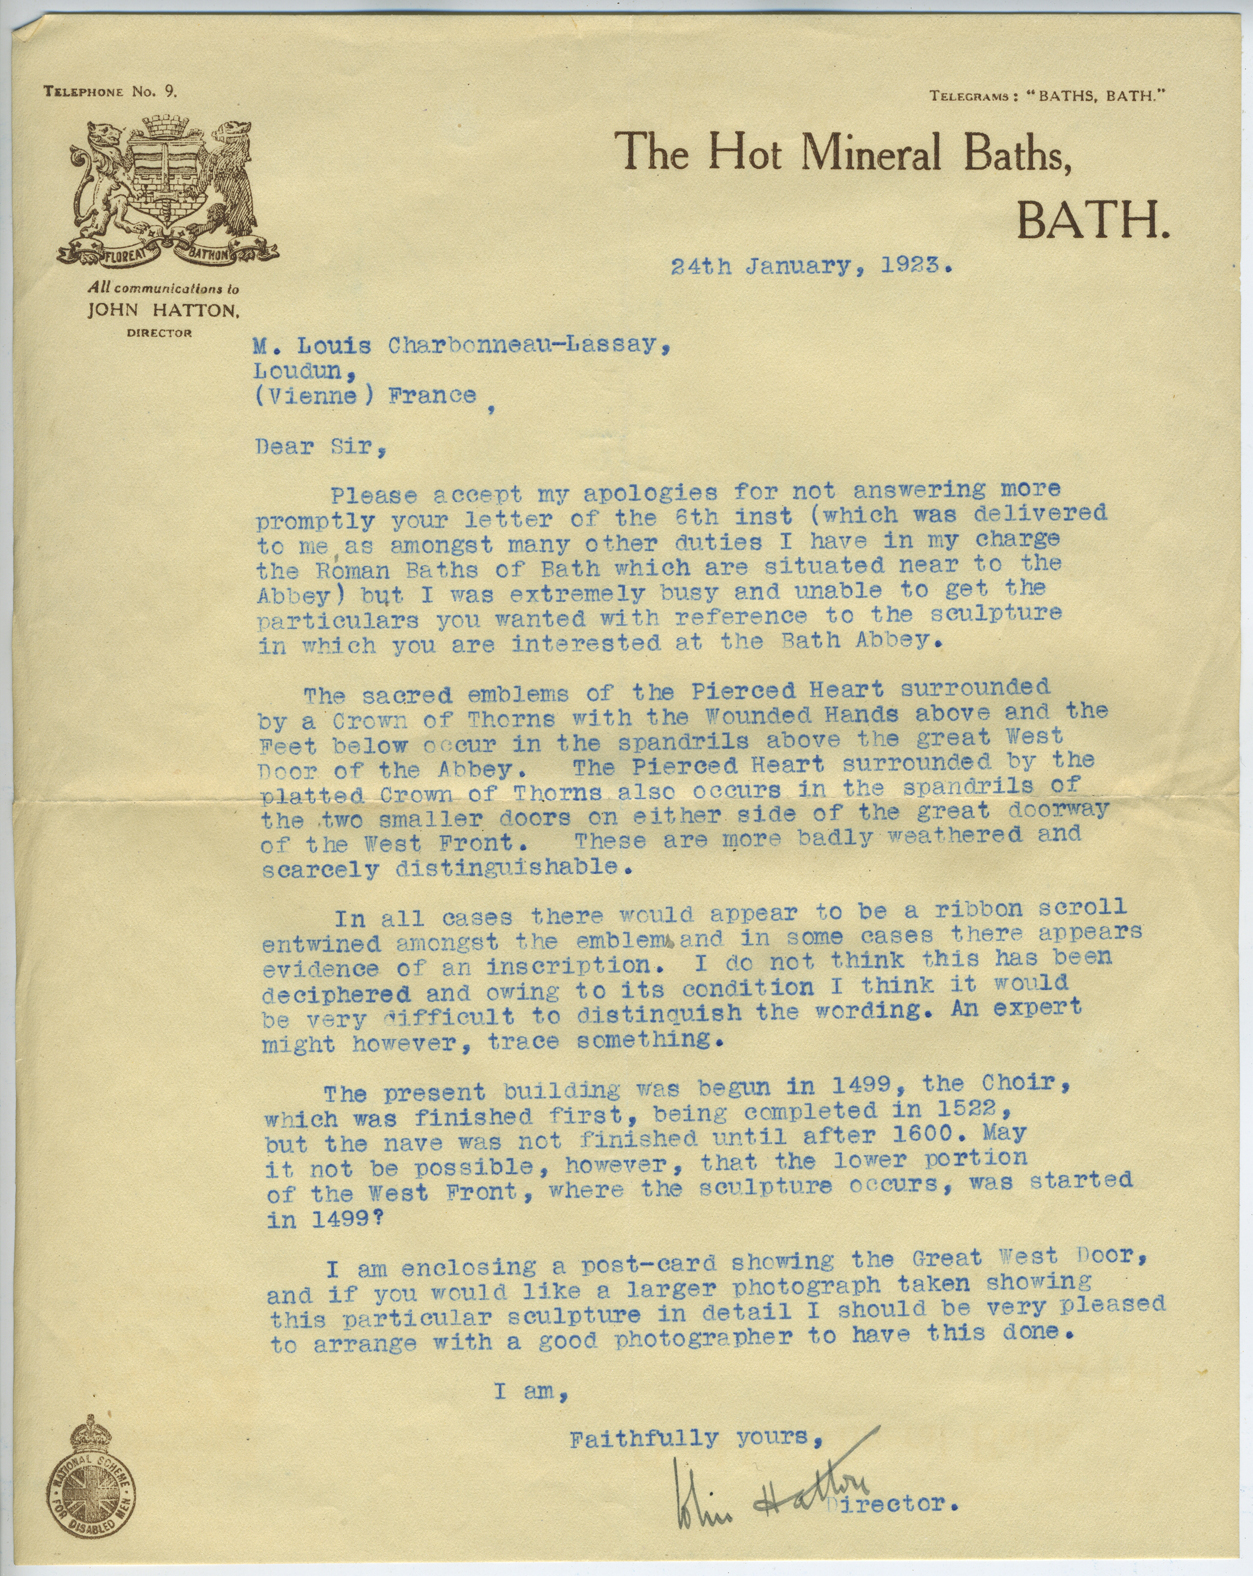 TELEPHONE No. 9.
TELEGRAMS: "BATHS, BATH."
The Hot Mineral Baths,
BATH.
FLOREAT BATHON
All communications to
JOHN HATTON,
DIRECTOR
24th January, 1923.
M. Louis Charbonneau-Lassay,
Loudun,
(Vienne) France,
Dear Sir,
Please accept my apologies for not answering more
promptly your letter of the 6th inst (which was delivered
to me, as amongst many other duties I have in my charge
the Roman Baths of Bath which are situated near to the
Abbey) but I was extremely busy and unable to get the
particulars you wanted with reference to the sculpture
in which you are interested at the Bath Abbey.
The sacred emblems of the Pierced Heart surrounded
by a Crown of Thorns with the Wounded Hands above and the
Feet below occur in the spandrils above the great West
Door of the Abbey. The Pierced Heart surrounded by the
platted Crown of Thorns also occurs in the spandrils of
the two smaller doors on either side of the great doorway
of the West Front. These are more badly weathered and
scarcely distinguishable.
In all cases there would appear to be a ribbon scroll
entwined amongst the emblems and in some cases there appears
evidence of an inscription. I do not think this has been
deciphered and owing to its condition I think it would
be very difficult to distinguish the wording. An expert
might however, trace something.
The present building was begun in 1499, the Choir,
which was finished first, being completed in 1522,
but the nave was not finished until after 1600. May
it not be possible, however, that the lower portion
of the West Front, where the sculpture occurs, was started
in 1499?
I am enclosing a post-card showing the Great West Door,
and if you would like a larger photograph taken showing
this particular sculpture in detail I should be very pleased
to arrange with a good photographer to have this done.
I am,
Faithfully yours,
John Hatton
Director.
NATIONAL SCHEME
FOR DISABLED MEN